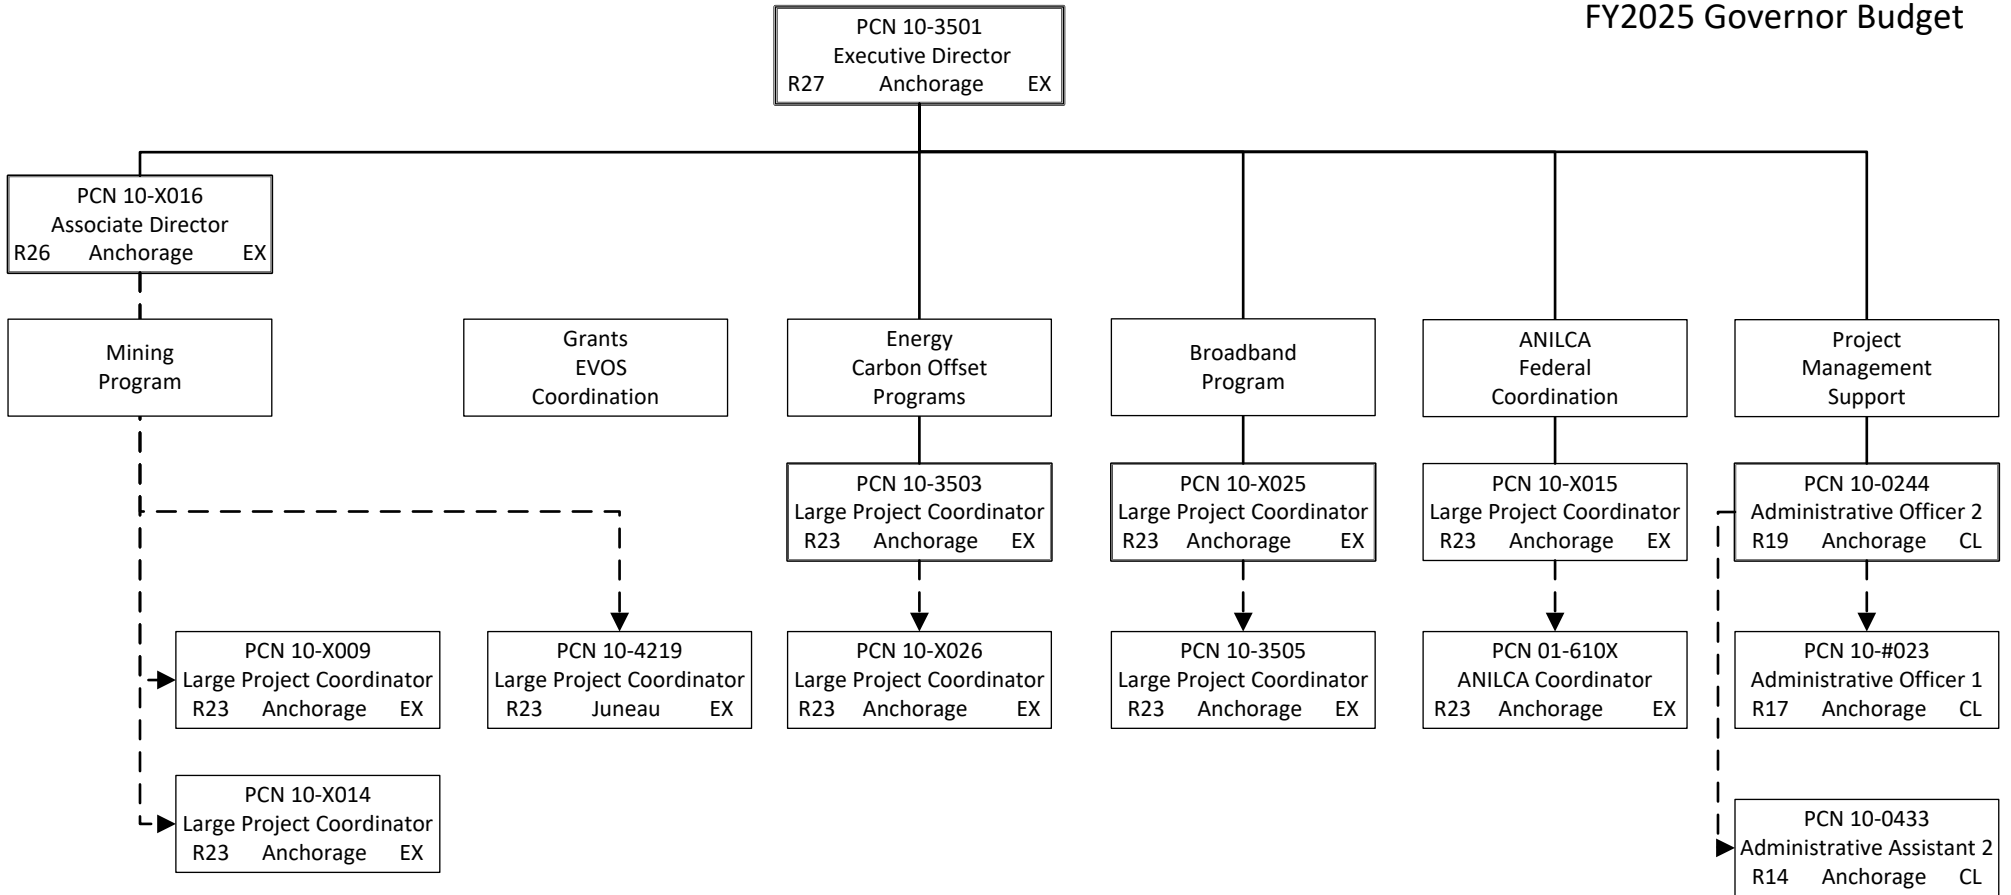 FY2025 Governor Budget
PCN 10-3501
Executive Director
R27 Anchorage EX
PCN 10-X016
Associate Director
R26 Anchorage EX
Mining
Program
Grants
EVOS
Coordination
Energy
Carbon Offset
Programs
Broadband
Program
ANILCA
Federal
Coordination
Project
Management
Support
PCN 10-3503
Large Project Coordinator
R23 Anchorage EX
PCN 10-X025
Large Project Coordinator
R23 Anchorage EX
PCN 10-X015
Large Project Coordinator
R23 Anchorage EX
PCN 10-0244
Administrative Officer 2
R19 Anchorage CL
PCN 10-X009
Large Project Coordinator
R23 Anchorage EX
PCN 10-4219
Large Project Coordinator
R23 Juneau EX
PCN 10-X026
Large Project Coordinator
R23 Anchorage EX
PCN 10-3505
Large Project Coordinator
R23 Anchorage EX
PCN 01-610X
ANILCA Coordinator
R23 Anchorage EX
PCN 10-#023
Administrative Officer 1
R17 Anchorage CL
PCN 10-X014
Large Project Coordinator
R23 Anchorage EX
PCN 10-0433
Administrative Assistant 2
R14 Anchorage CL